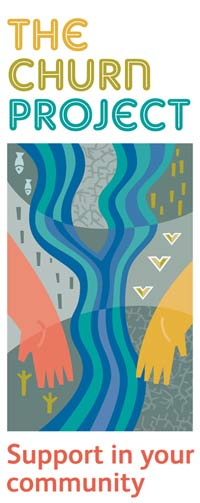 THE
CHURN
PROJECT
Support in your
community